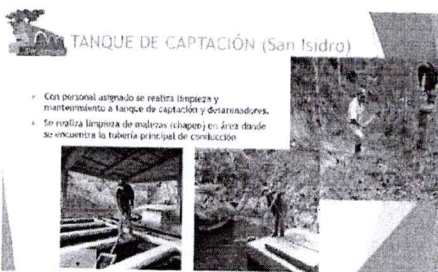 TANQUE DE CAPTACIÓN (San Isidro)
Con personal asignado se realiza limpieza y
mantenimiento a tanque de captación y desarenadores.
Se realiza limpieza de malezas (chapeo) en área donde
se encuentra la tubería principal de conducción